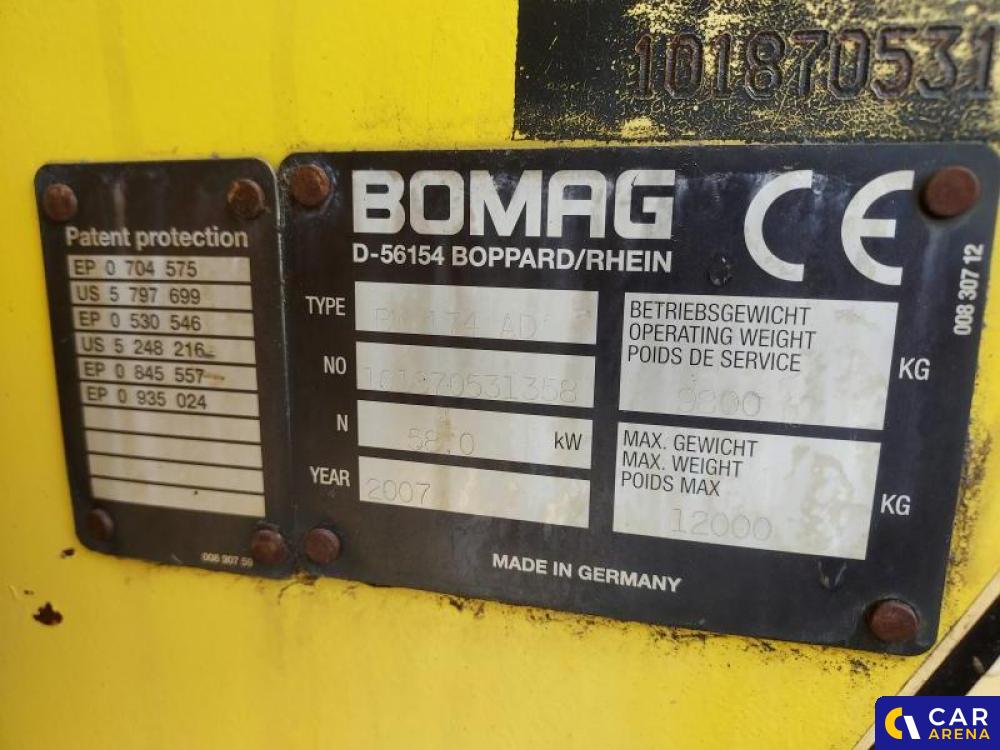 101870531
Patent protection
EP 0 704 575
US 5 797 699
EP 0 530 546
US 5 248 216
EP 0 845 557
EP 0 935 024
008 307 59
BOMAG
CE
D-56154 BOPPARD/RHEIN
TYPE 174 AD
NO 101870531358
N kW
YEAR 2007
BETRIEBSGEWICHT
OPERATING WEIGHT
POIDS DE SERVICE
KG
MAX. GEWICHT
MAX. WEIGHT
POIDS MAX
12000 KG
MADE IN GERMANY
008 307 12
CAR
ARENA